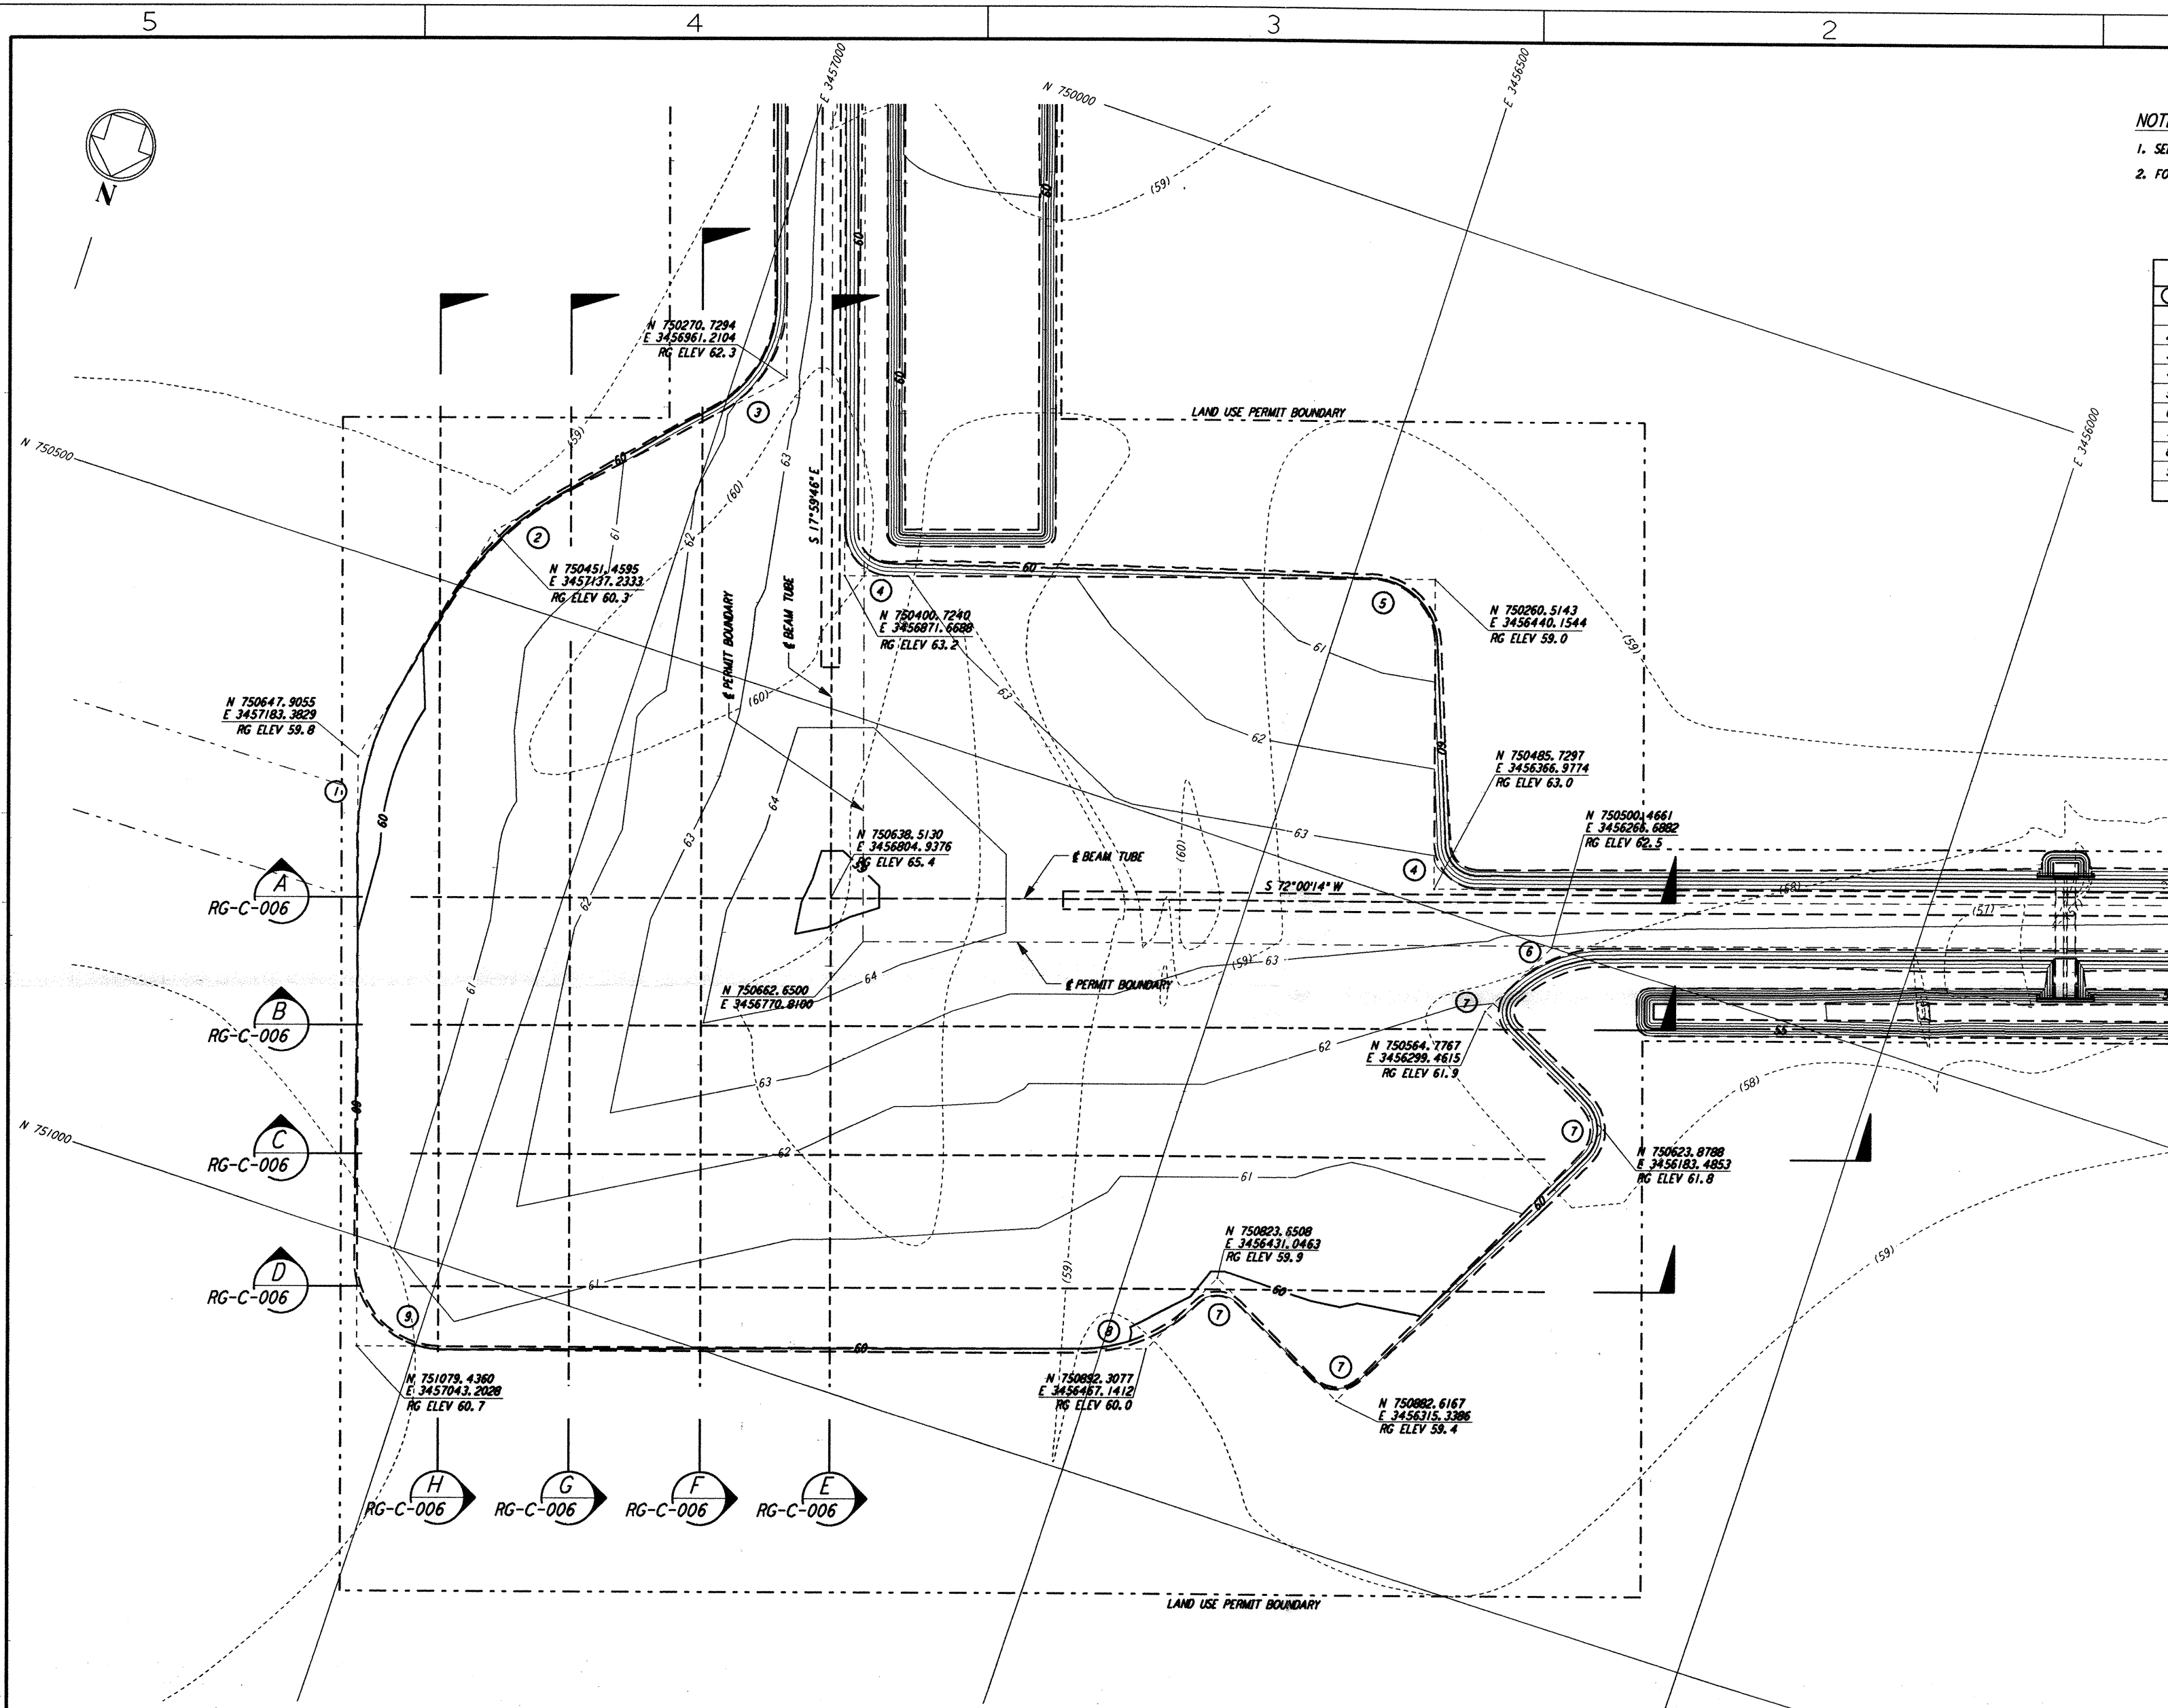 5 4 3 2
E 3457000
N 750000
E 3456500
N
1. SE
2. FO
(59)
60
60
60
60
N 750270.7294
E 3456961.2104
RG ELEV 62.3
3
LAND USE PERMIT BOUNDARY
E 3456000
N 750500
(59)
60
63
(60)
S 17°59'46" E
2
61
62
N 750451.4595
E 3457137.2333
RG ELEV 60.3
℄ PERMIT BOUNDARY
℄ BEAM TUBE
60
4
N 750400.7240
E 3456871.6688
RG ELEV 63.2
5
N 750260.5143
E 3456440.1544
RG ELEV 59.0
(59)
61
63
(60)
62
N 750647.9055
E 3457183.3829
RG ELEV 59.8
1
60
60
N 750485.7297
E 3456366.9774
RG ELEV 63.0
64
63
N 750638.5130
E 3456804.9376
RG ELEV 65.4
63
(60)
℄ BEAM TUBE
N 750500.4661
E 3456266.6882
RG ELEV 62.5
4
S 72°00'14" W
(58)
(57)
A
RG-C-006
62
6
64
63
(59)
℄ PERMIT BOUNDARY
61
N 750662.6500
E 3456770.8100
7
B
RG-C-006
55
62
N 750564.7767
E 3456299.4615
RG ELEV 61.9
63
(58)
60
N 751000
C
RG-C-006
62
7
61
N 750623.8788
E 3456183.4853
RG ELEV 61.8
60
N 750823.6508
E 3456431.0463
RG ELEV 59.9
(59)
(59)
D
RG-C-006
61
60
9
8
7
60
7
N 751079.4360
E 3457043.2028
RG ELEV 60.7
N 750892.3077
E 3456467.1412
RG ELEV 60.0
N 750882.6167
E 3456315.3386
RG ELEV 59.4
H G F E
RG-C-006 RG-C-006 RG-C-006 RG-C-006
LAND USE PERMIT BOUNDARY